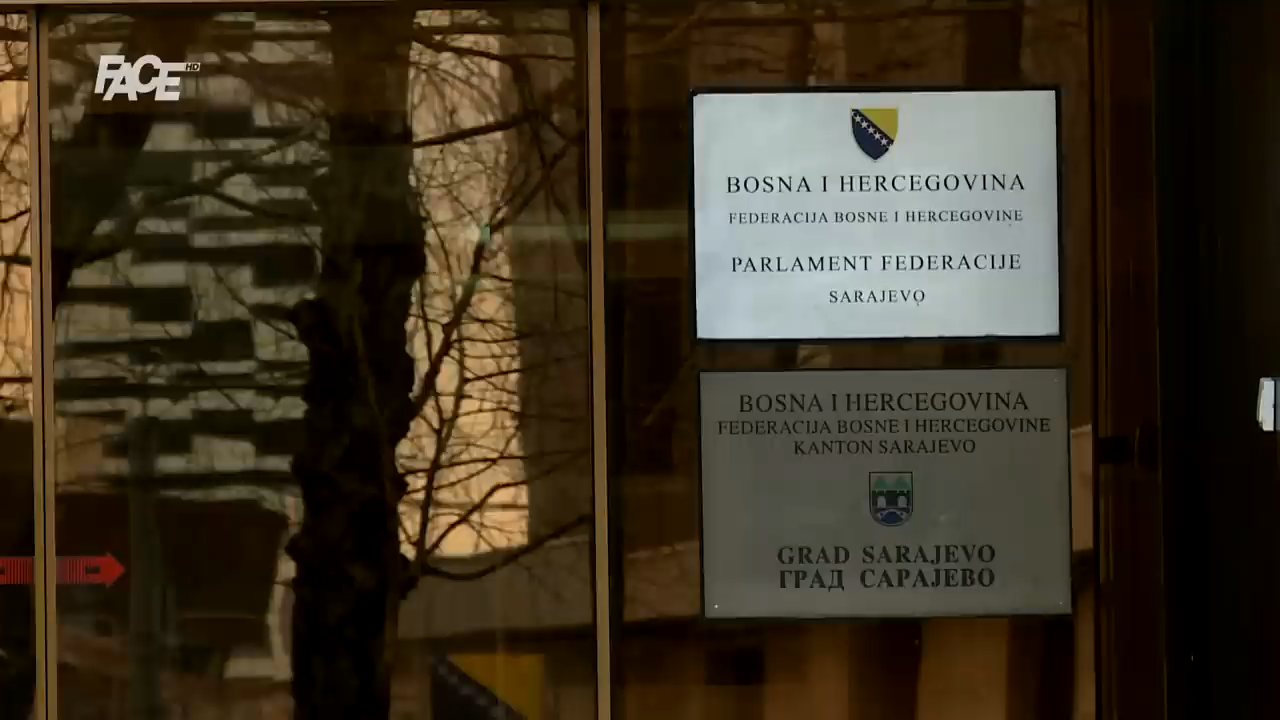 FACE HD
BOSNA I HERCEGOVINA
FEDERACIJA BOSNE I HERCEGOVINE
PARLAMENT FEDERACIJE
SARAJEVO
BOSNA I HERCEGOVINA
FEDERACIJA BOSNE I HERCEGOVINE
KANTON SARAJEVO
GRAD SARAJEVO
ГРАД САРАЈЕВО